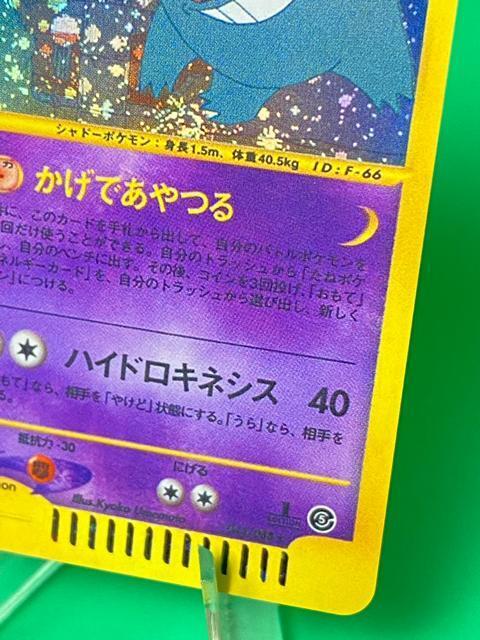 シャドーポケモン：身長1.5m、体重40.5kg ID:F-66
かげであやつる
に、このカードを手札から出して、自分のバトルポケモンを
回だけ使うことができる。自分のトラッシュから「たねポケ
、自分のベンチに出す。その後、コインを3回投げ、「おもて」
ネルギーカード」を、自分のトラッシュから選び出し、新しく
ン」につける。
ハイドロキネシス 40
もて」なら、相手を「やけど」状態にする。「うら」なら、相手を
る。
抵抗力 -30 にげる
Illus.Kyoko
1 EDITION